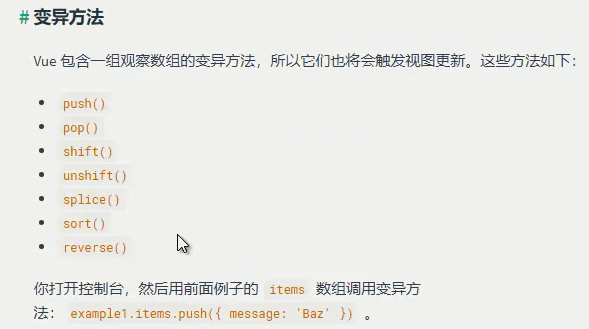 # 变异方法
Vue 包含一组观察数组的变异方法，所以它们也将会触发视图更新。这些方法如下：
push()
pop()
shift()
unshift()
splice()
sort()
reverse()
你打开控制台，然后用前面例子的 items 数组调用变异方
法： example1.items.push({ message: 'Baz' }) 。